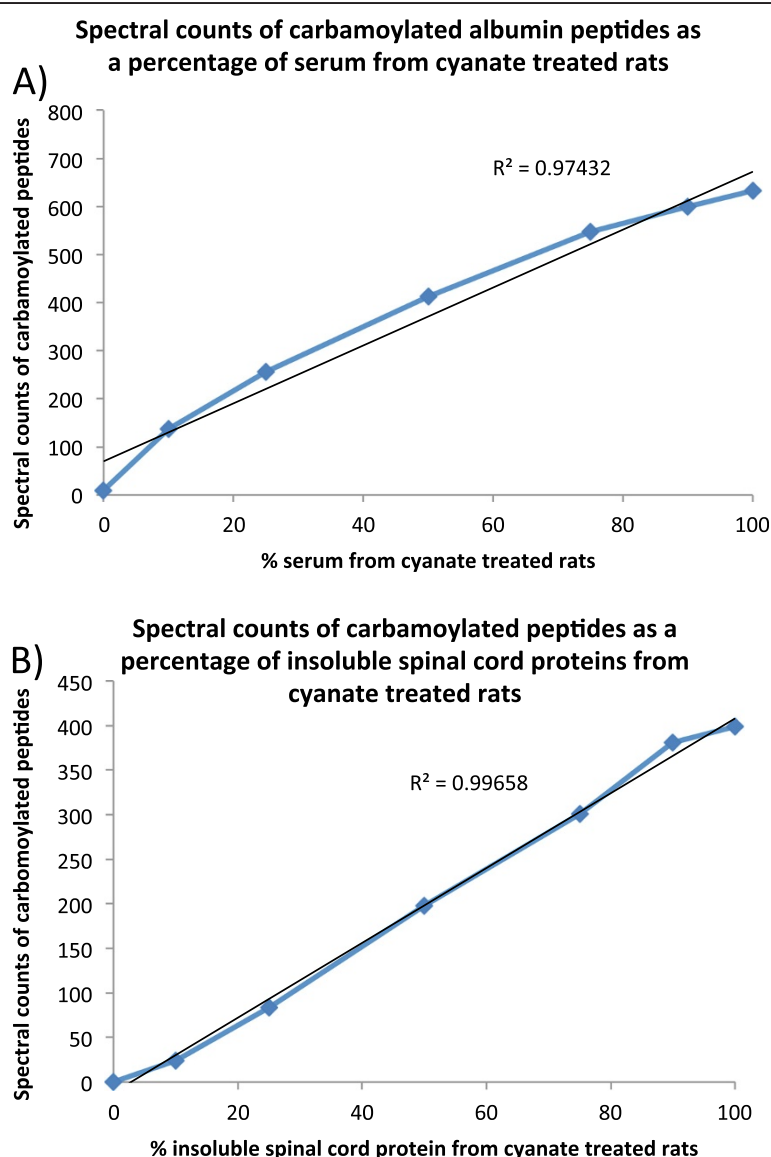 Spectral counts of carbamoylated albumin peptides as
a percentage of serum from cyanate treated rats
A)
Spectral counts of carbamoylated peptides
800
700
600
500
400
300
200
100
0
R² = 0.97432
0 20 40 60 80 100
% serum from cyanate treated rats
Spectral counts of carbamoylated peptides as a
percentage of insoluble spinal cord proteins from
cyanate treated rats
B)
Spectral counts of carbomoylated peptides
450
400
350
300
250
200
150
100
50
0
R² = 0.99658
0 20 40 60 80 100
% insoluble spinal cord protein from cyanate treated rats